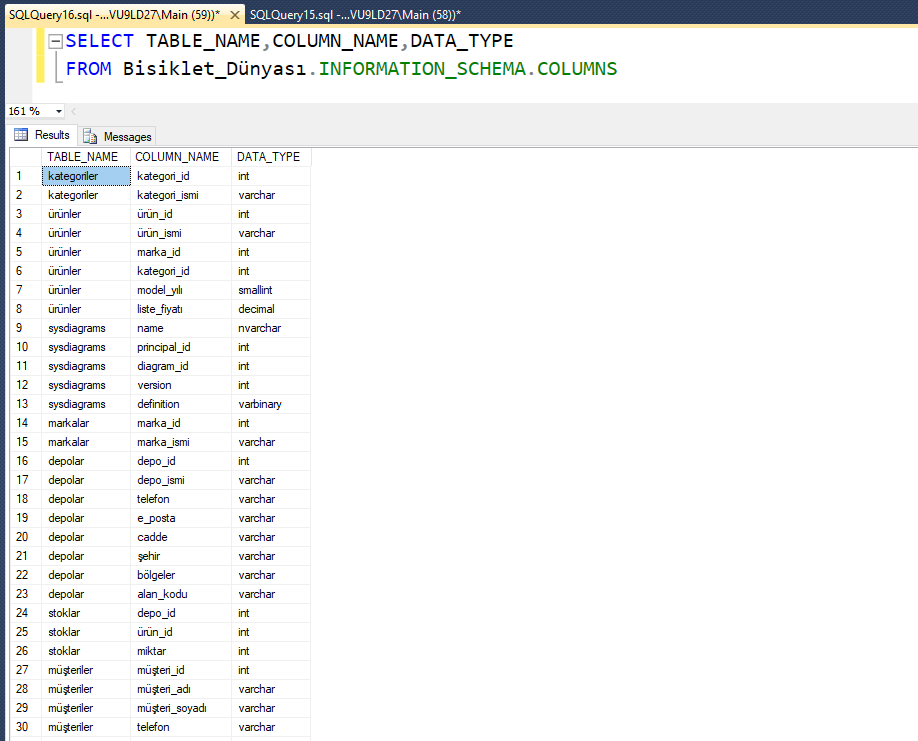 SQLQuery16.sql -...VU9LD27\Main (59))* SQLQuery15.sql -...VU9LD27\Main (58))*
SELECT TABLE_NAME,COLUMN_NAME,DATA_TYPE
FROM Bisiklet_Dünyası.INFORMATION_SCHEMA.COLUMNS
161 %
Results Messages
TABLE_NAME COLUMN_NAME DATA_TYPE
1 kategoriler kategori_id int
2 kategoriler kategori_ismi varchar
3 ürünler ürün_id int
4 ürünler ürün_ismi varchar
5 ürünler marka_id int
6 ürünler kategori_id int
7 ürünler model_yılı smallint
8 ürünler liste_fiyatı decimal
9 sysdiagrams name nvarchar
10 sysdiagrams principal_id int
11 sysdiagrams diagram_id int
12 sysdiagrams version int
13 sysdiagrams definition varbinary
14 markalar marka_id int
15 markalar marka_ismi varchar
16 depolar depo_id int
17 depolar depo_ismi varchar
18 depolar telefon varchar
19 depolar e_posta varchar
20 depolar cadde varchar
21 depolar şehir varchar
22 depolar bölgeler varchar
23 depolar alan_kodu varchar
24 stoklar depo_id int
25 stoklar ürün_id int
26 stoklar miktar int
27 müşteriler müşteri_id int
28 müşteriler müşteri_adı varchar
29 müşteriler müşteri_soyadı varchar
30 müşteriler telefon varchar